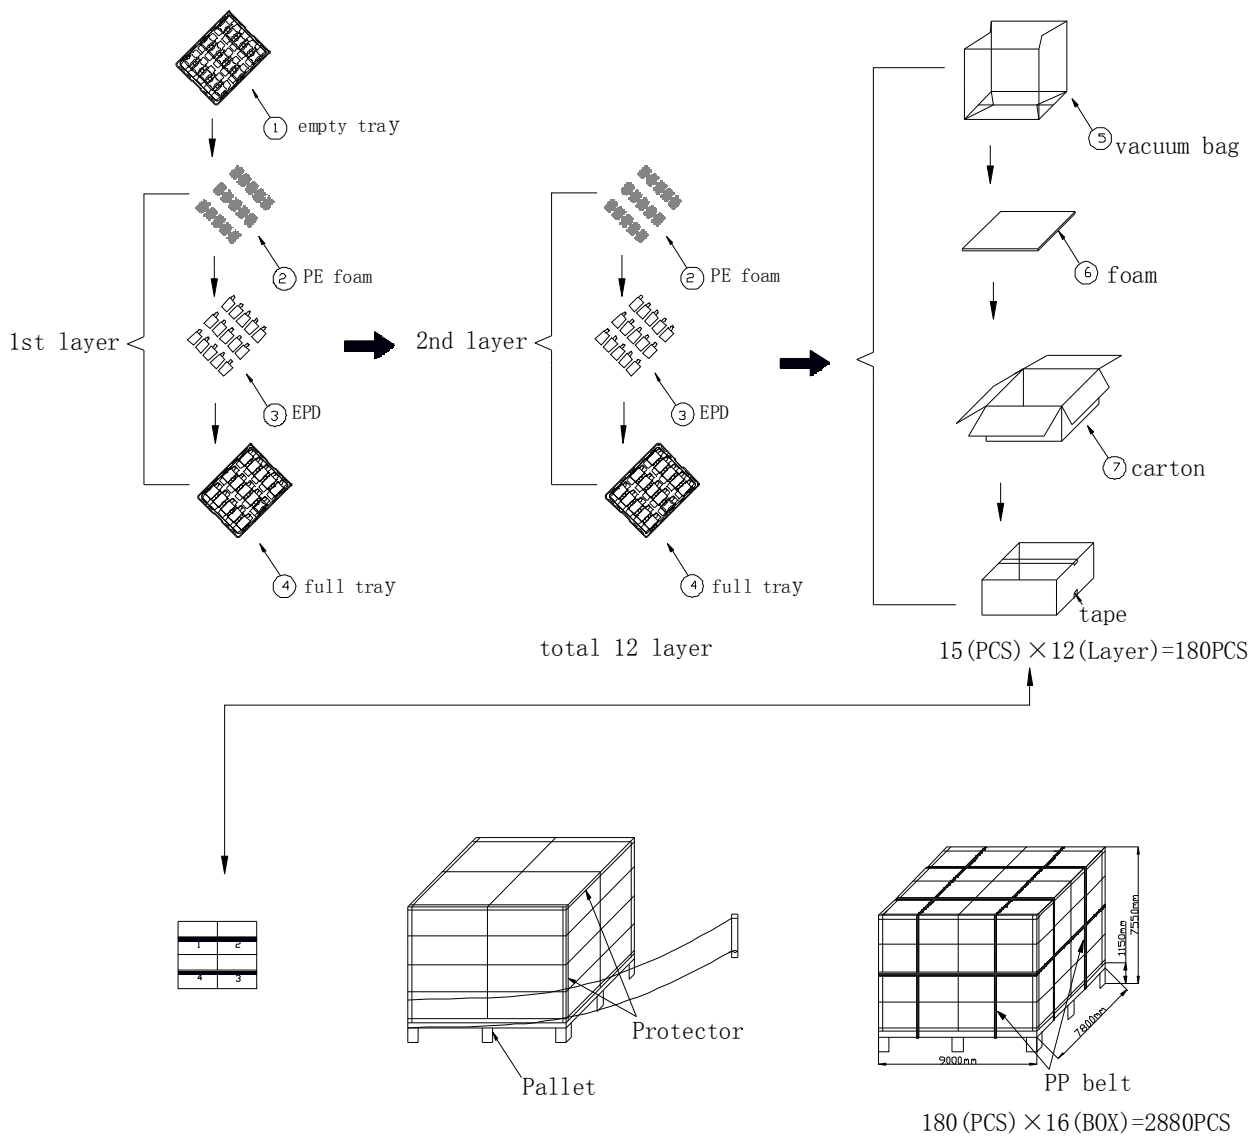 1 empty tray
2 PE foam
3 EPD
4 full tray
1st layer
2 PE foam
3 EPD
4 full tray
2nd layer
total 12 layer
5 vacuum bag
6 foam
7 carton
tape
15(PCS)×12(Layer)=180PCS
1 2
4 3
Protector
Pallet
1150mm
7550mm
7800mm
9000mm
PP belt
180(PCS)×16(BOX)=2880PCS